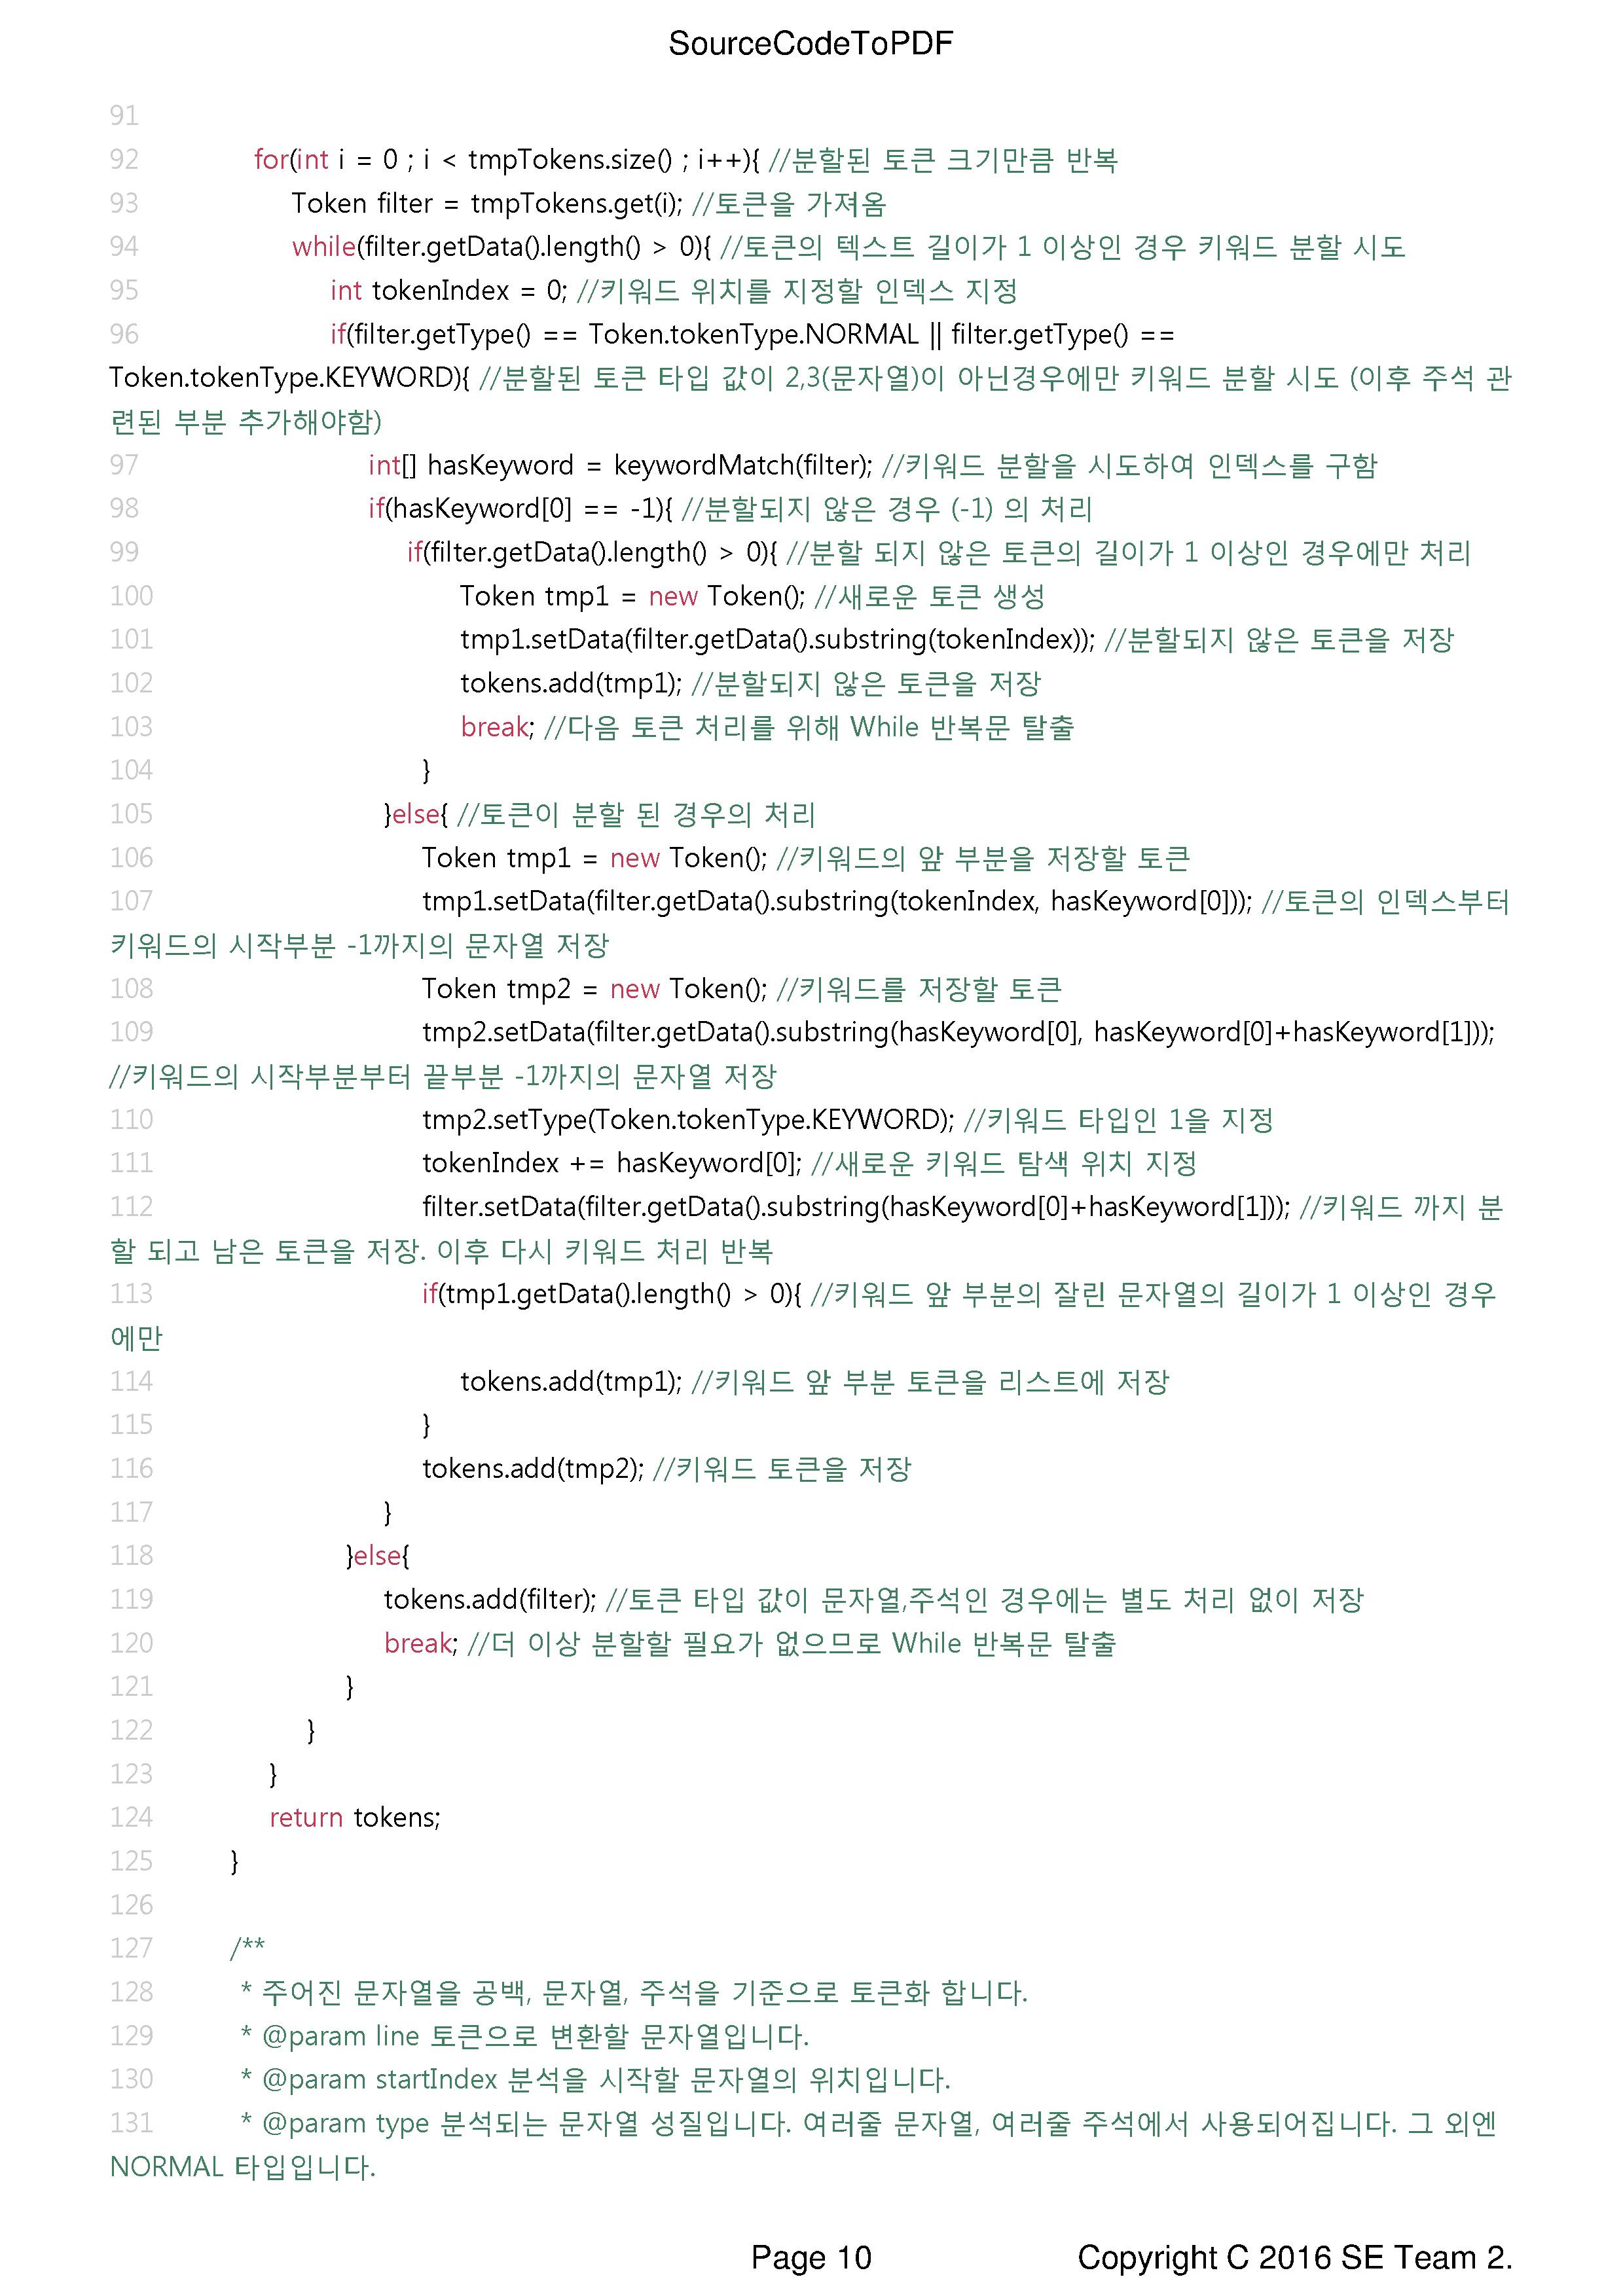 SourceCodeToPDF
91
92 for(int i = 0 ; i < tmpTokens.size() ; i++){ //분할된 토큰 크기만큼 반복
93 Token filter = tmpTokens.get(i); //토큰을 가져옴
94 while(filter.getData().length() > 0){ //토큰의 텍스트 길이가 1 이상인 경우 키워드 분할 시도
95 int tokenIndex = 0; //키워드 위치를 지정할 인덱스 지정
96 if(filter.getType() == Token.tokenType.NORMAL || filter.getType() ==
Token.tokenType.KEYWORD){ //분할된 토큰 타입 값이 2,3(문자열)이 아닌경우에만 키워드 분할 시도 (이후 주석 관
련된 부분 추가해야함)
97 int[] hasKeyword = keywordMatch(filter); //키워드 분할을 시도하여 인덱스를 구함
98 if(hasKeyword[0] == -1){ //분할되지 않은 경우 (-1) 의 처리
99 if(filter.getData().length() > 0){ //분할 되지 않은 토큰의 길이가 1 이상인 경우에만 처리
100 Token tmp1 = new Token(); //새로운 토큰 생성
101 tmp1.setData(filter.getData().substring(tokenIndex)); //분할되지 않은 토큰을 저장
102 tokens.add(tmp1); //분할되지 않은 토큰을 저장
103 break; //다음 토큰 처리를 위해 While 반복문 탈출
104 }
105 }else{ //토큰이 분할 된 경우의 처리
106 Token tmp1 = new Token(); //키워드의 앞 부분을 저장할 토큰
107 tmp1.setData(filter.getData().substring(tokenIndex, hasKeyword[0])); //토큰의 인덱스부터
키워드의 시작부분 -1까지의 문자열 저장
108 Token tmp2 = new Token(); //키워드를 저장할 토큰
109 tmp2.setData(filter.getData().substring(hasKeyword[0], hasKeyword[0]+hasKeyword[1]));
//키워드의 시작부분부터 끝부분 -1까지의 문자열 저장
110 tmp2.setType(Token.tokenType.KEYWORD); //키워드 타입인 1을 지정
111 tokenIndex += hasKeyword[0]; //새로운 키워드 탐색 위치 지정
112 filter.setData(filter.getData().substring(hasKeyword[0]+hasKeyword[1])); //키워드 까지 분
할 되고 남은 토큰을 저장. 이후 다시 키워드 처리 반복
113 if(tmp1.getData().length() > 0){ //키워드 앞 부분의 잘린 문자열의 길이가 1 이상인 경우
에만
114 tokens.add(tmp1); //키워드 앞 부분 토큰을 리스트에 저장
115 }
116 tokens.add(tmp2); //키워드 토큰을 저장
117 }
118 }else{
119 tokens.add(filter); //토큰 타입 값이 문자열,주석인 경우에는 별도 처리 없이 저장
120 break; //더 이상 분할할 필요가 없으므로 While 반복문 탈출
121 }
122 }
123 }
124 return tokens;
125 }
126
127 /**
128 * 주어진 문자열을 공백, 문자열, 주석을 기준으로 토큰화 합니다.
129 * @param line 토큰으로 변환할 문자열입니다.
130 * @param startIndex 분석을 시작할 문자열의 위치입니다.
131 * @param type 분석되는 문자열 성질입니다. 여러줄 문자열, 여러줄 주석에서 사용되어집니다. 그 외엔
NORMAL 타입입니다.
Page 10 Copyright C 2016 SE Team 2.